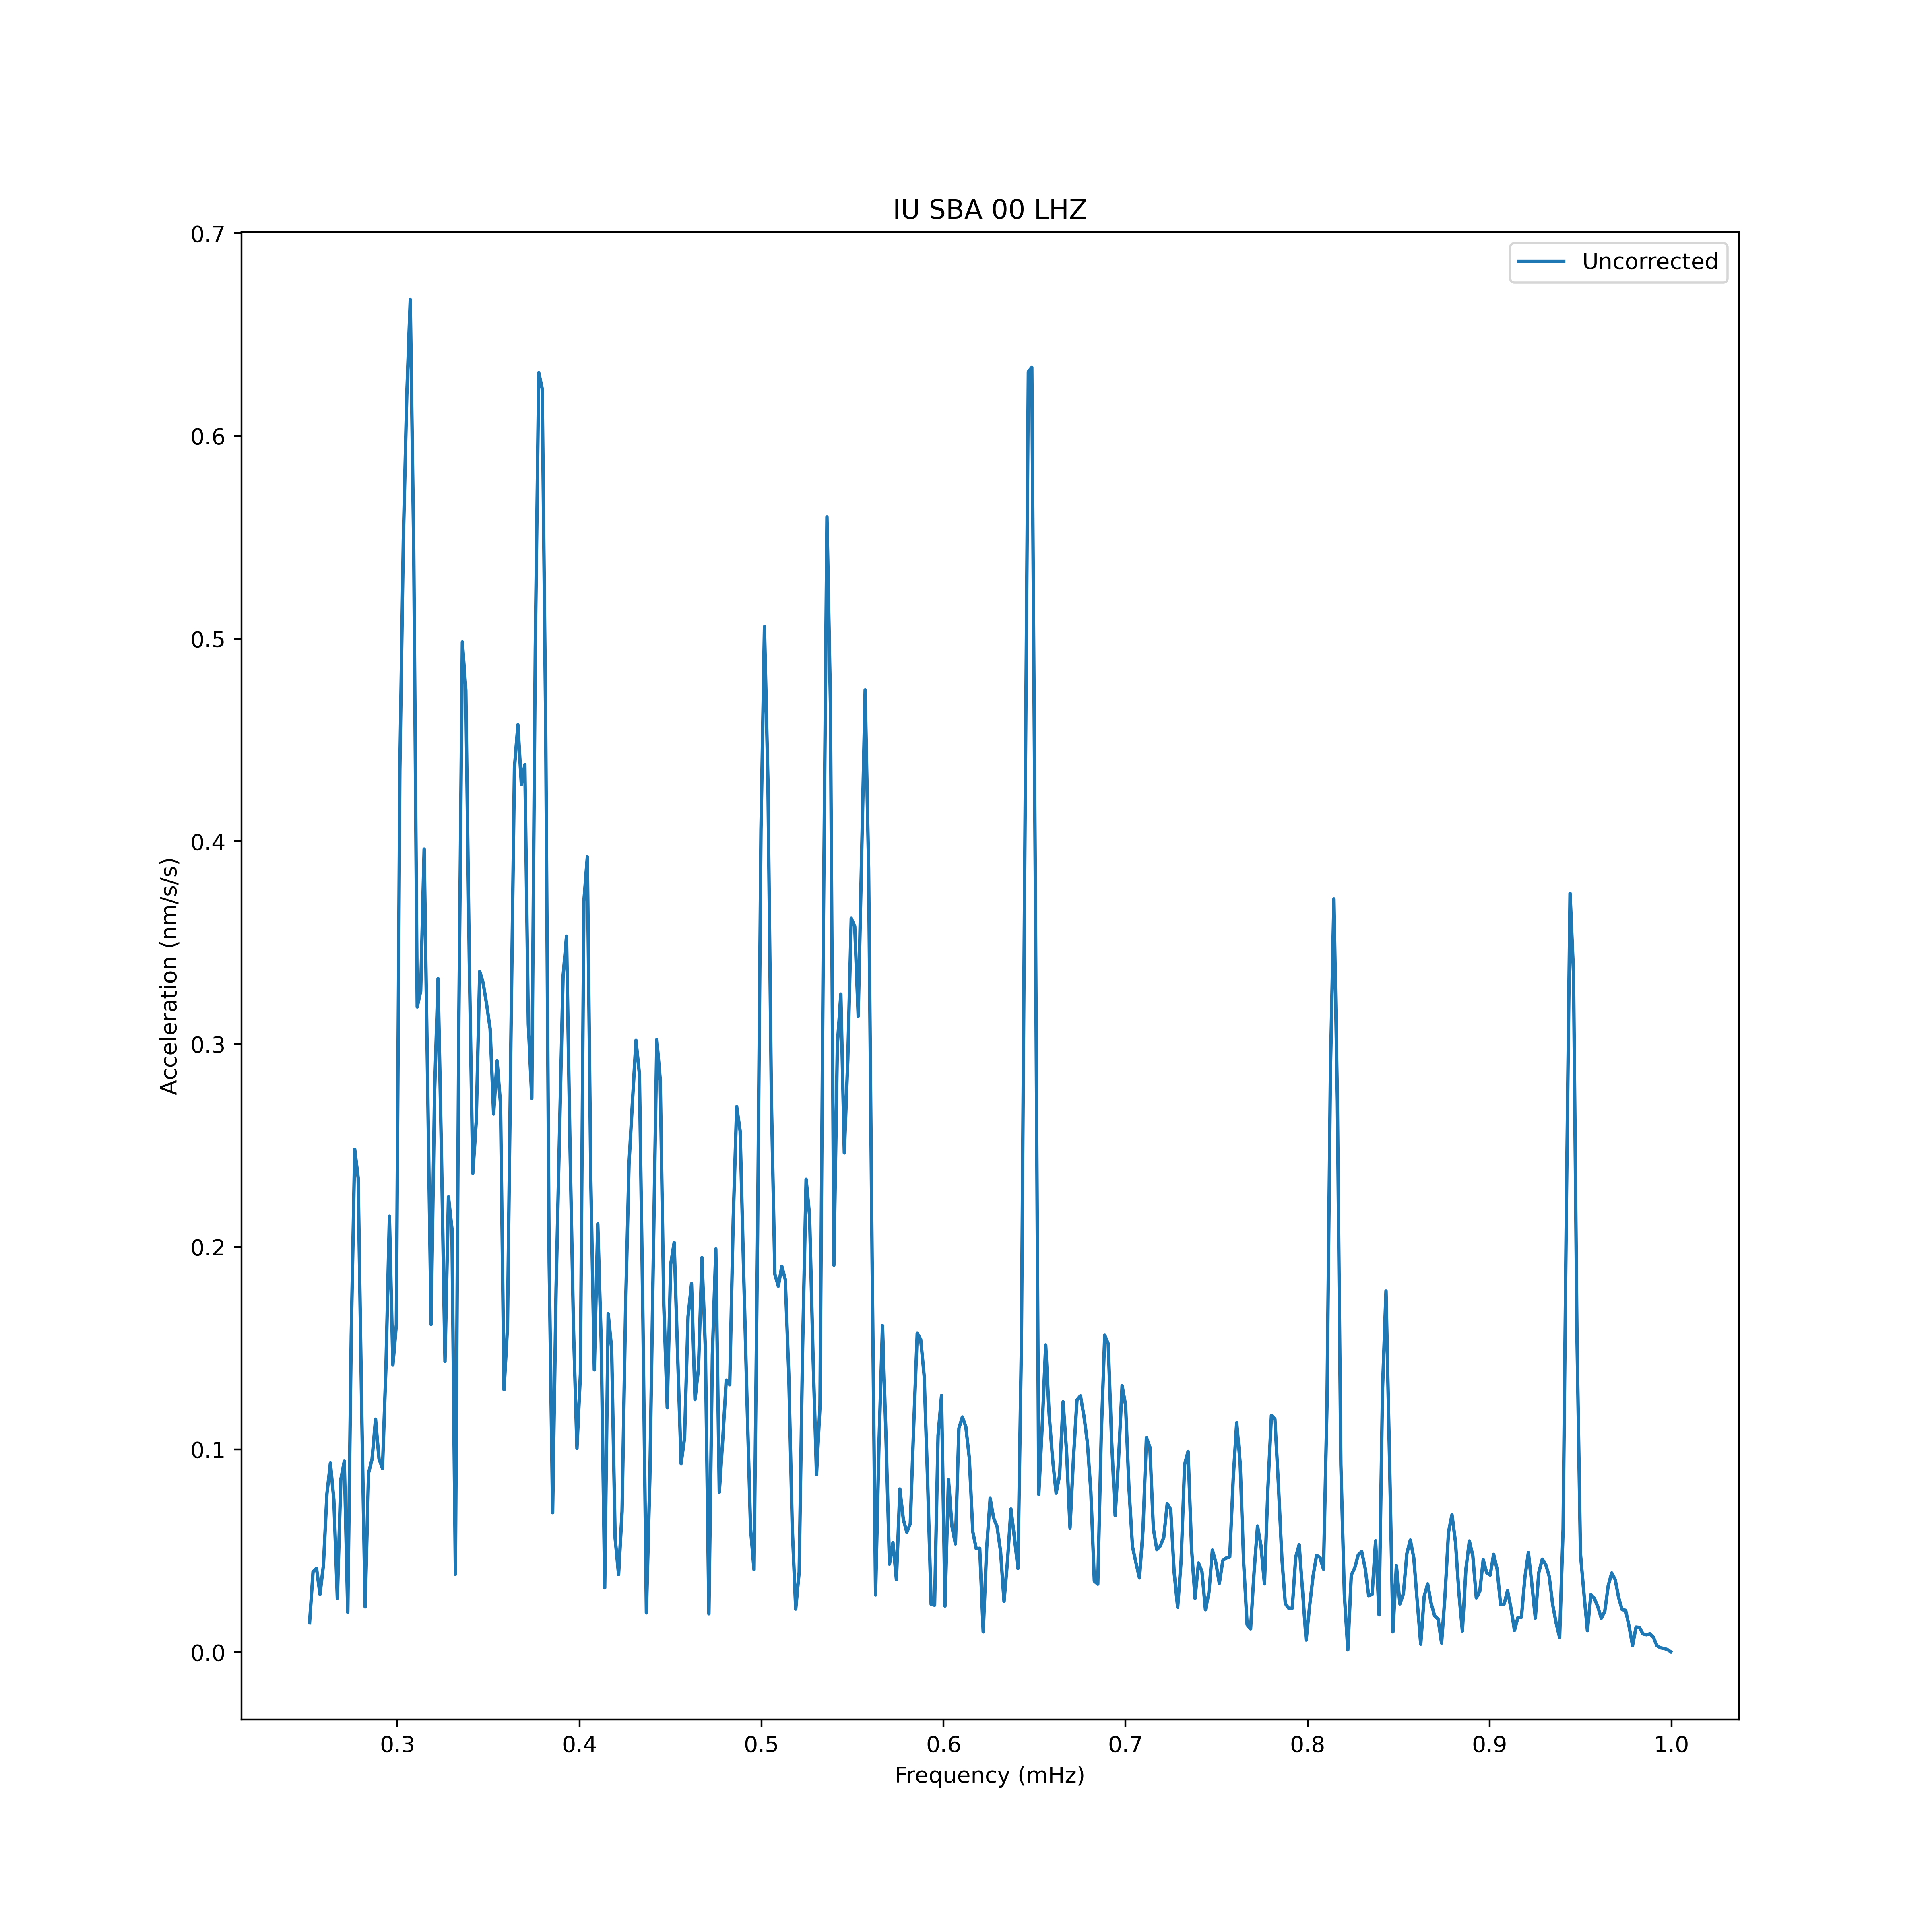 IU SBA 00 LHZ
Uncorrected
Acceleration (nm/s/s)
0.7
0.6
0.5
0.4
0.3
0.2
0.1
0.0
0.3 0.4 0.5 0.6 0.7 0.8 0.9 1.0
Frequency (mHz)